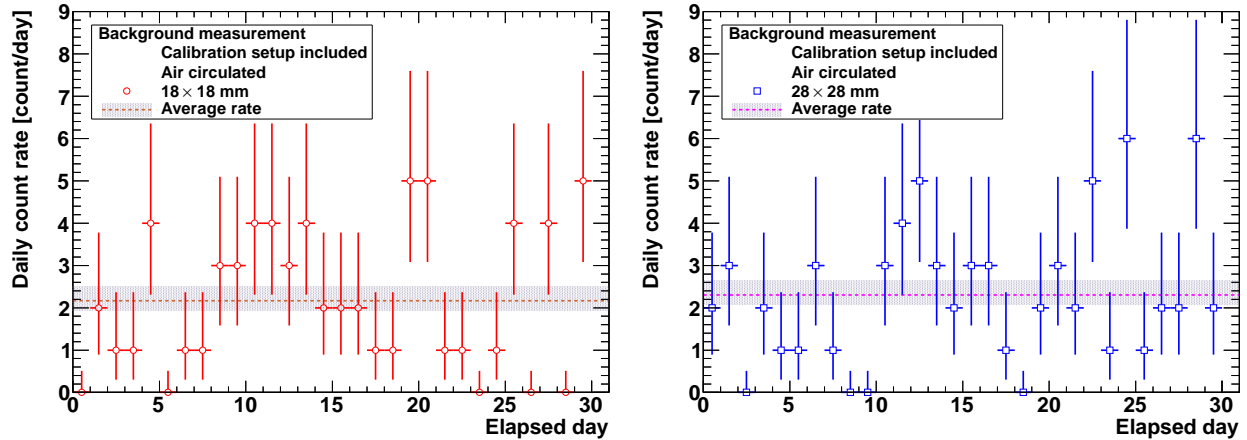 Daily count rate [count/day]
9
8
7
6
5
4
3
2
1
0
Background measurement
Calibration setup included
Air circulated
18 × 18 mm
Average rate
0 5 10 15 20 25 30
Elapsed day
Daily count rate [count/day]
9
8
7
6
5
4
3
2
1
0
Background measurement
Calibration setup included
Air circulated
28 × 28 mm
Average rate
0 5 10 15 20 25 30
Elapsed day